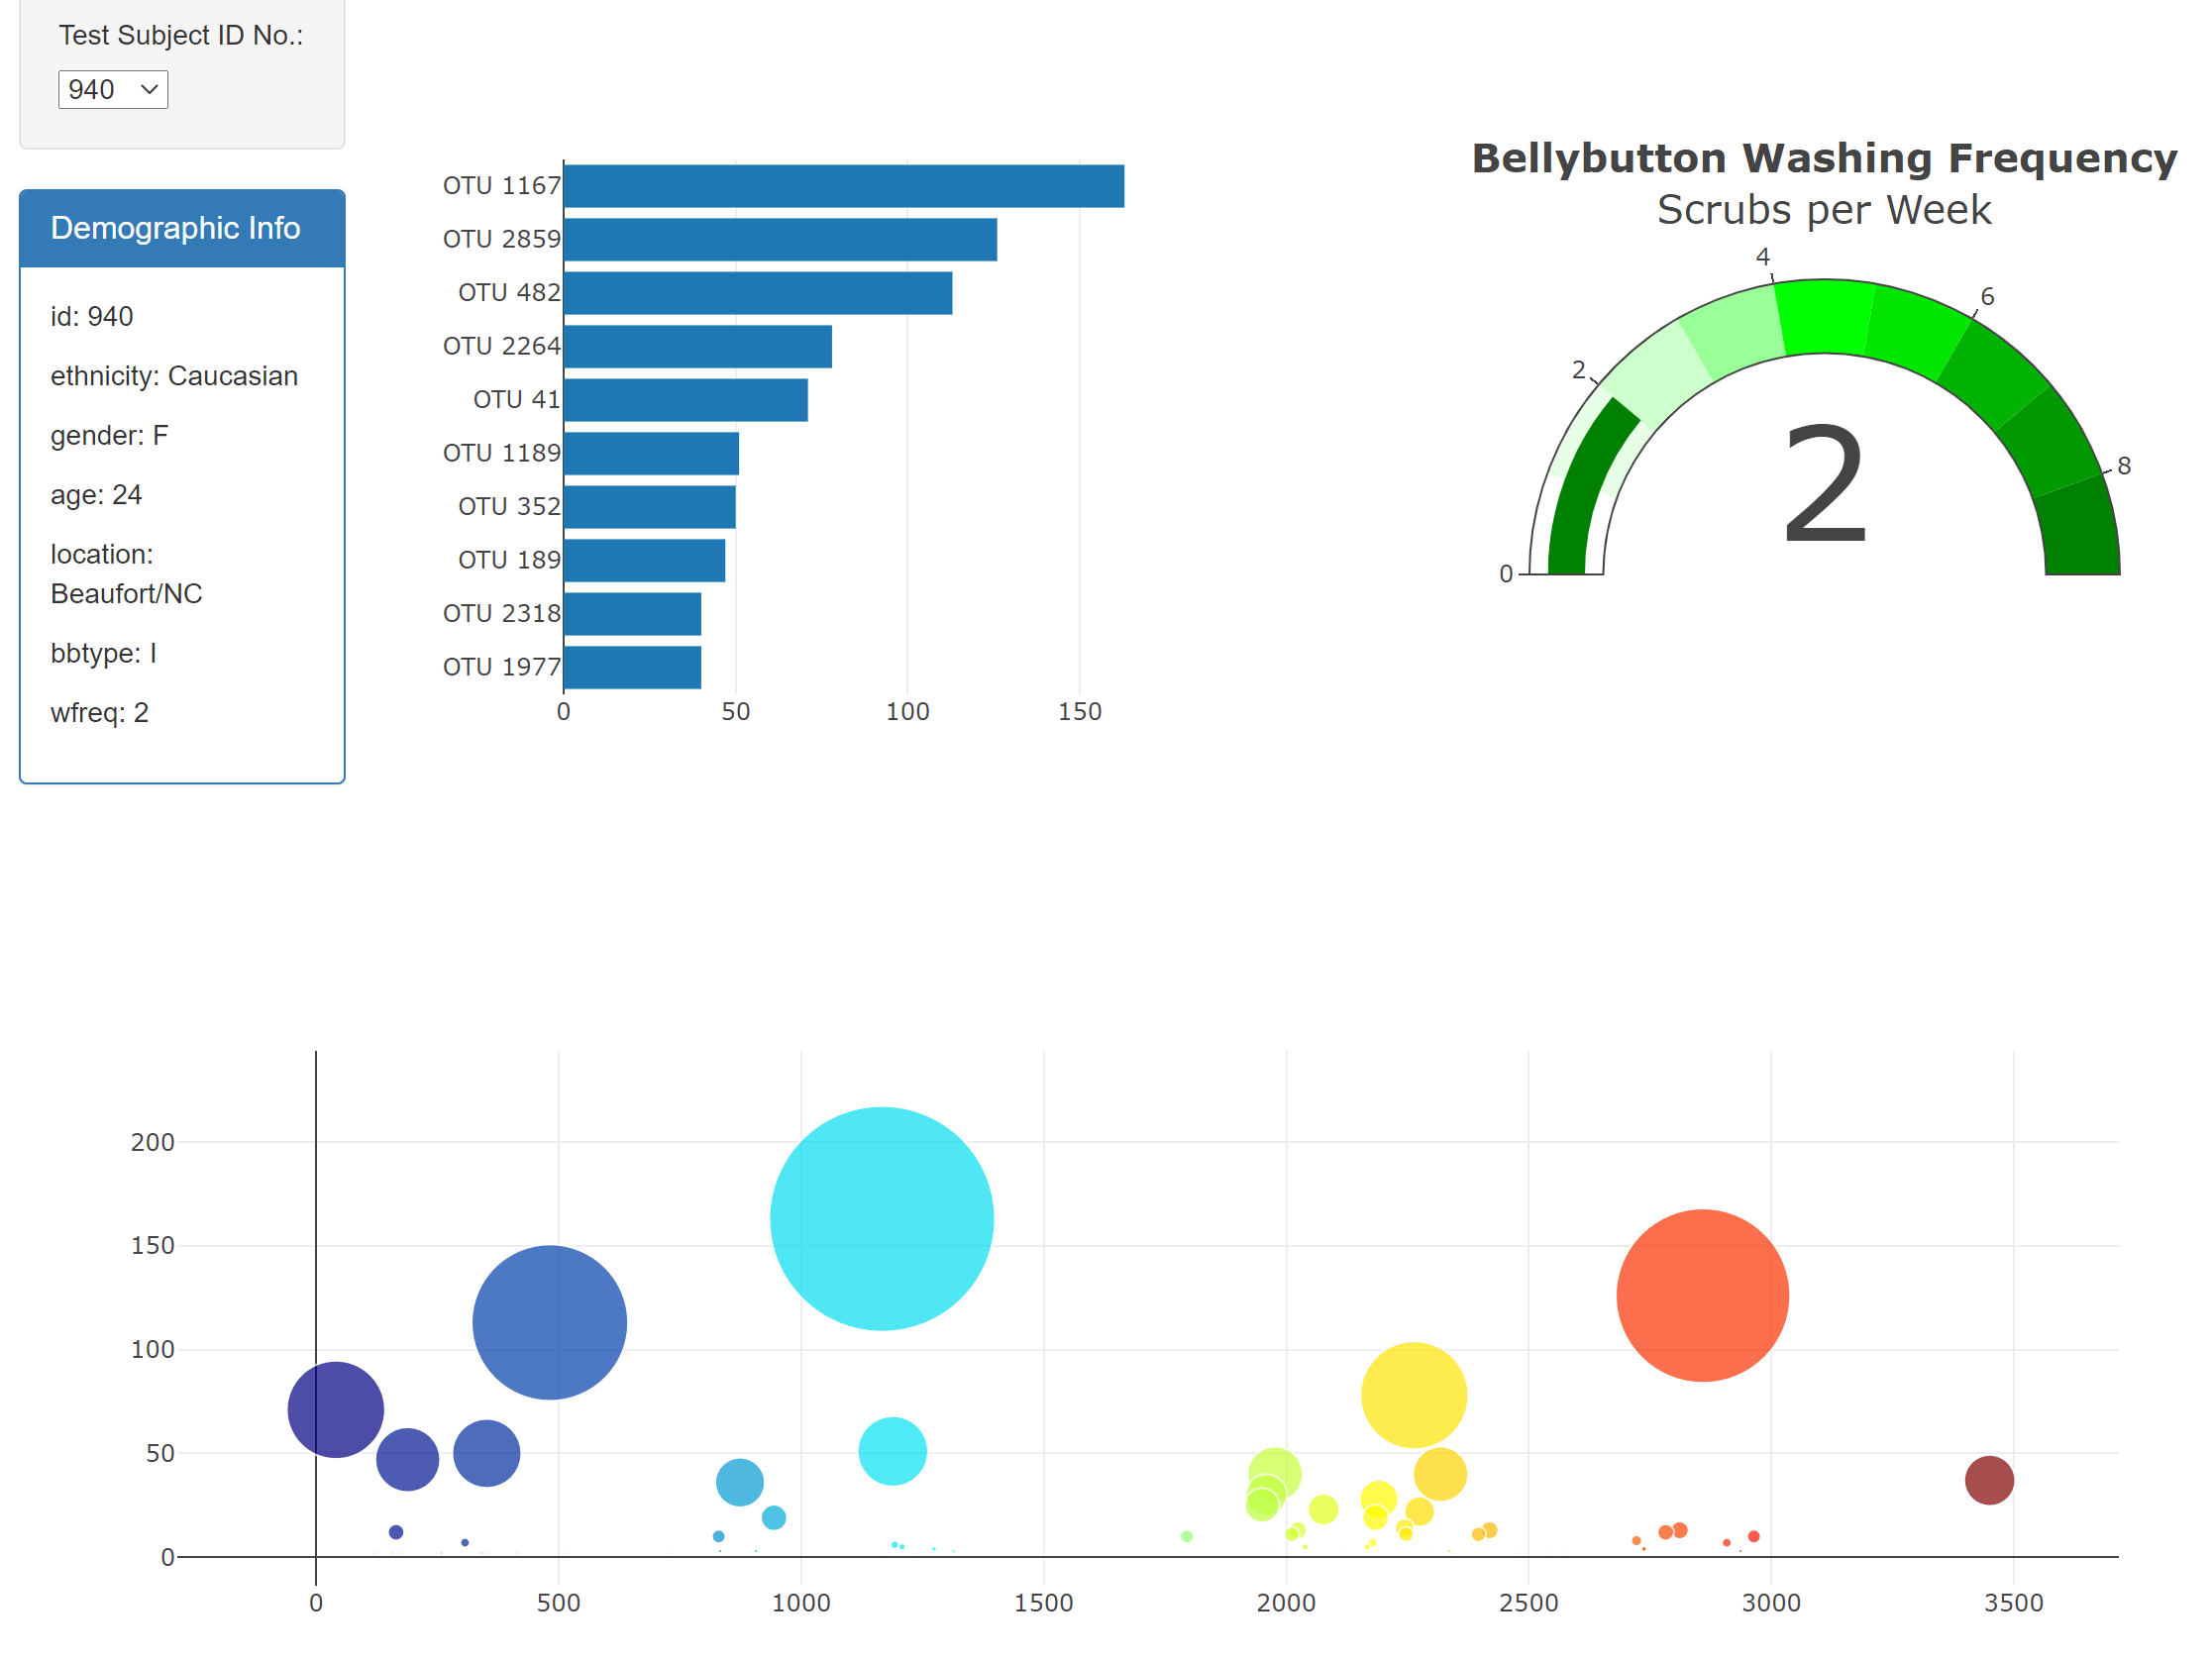 Test Subject ID No.:
940
Demographic Info
id: 940
ethnicity: Caucasian
gender: F
age: 24
location:
Beaufort/NC
bbtype: I
wfreq: 2
OTU 1167
OTU 2859
OTU 482
OTU 2264
OTU 41
OTU 1189
OTU 352
OTU 189
OTU 2318
OTU 1977
0 50 100 150
Bellybutton Washing Frequency
Scrubs per Week
0
2
4
6
8
2
200
150
100
50
0
0 500 1000 1500 2000 2500 3000 3500